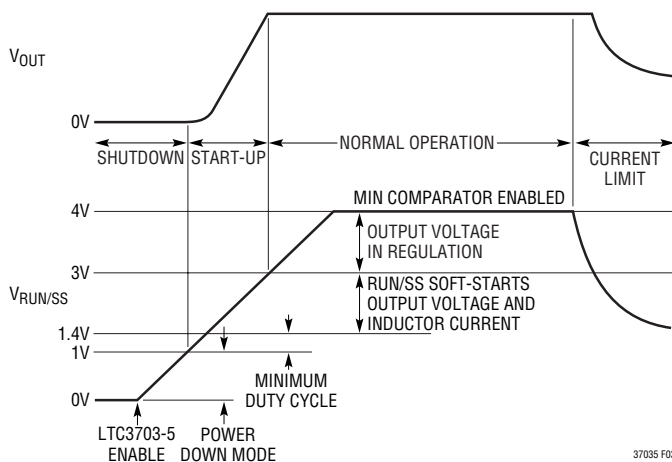 VOUT
0V
SHUTDOWN
START-UP
NORMAL OPERATION
CURRENT
LIMIT
4V
MIN COMPARATOR ENABLED
OUTPUT VOLTAGE
IN REGULATION
3V
VRUN/SS
RUN/SS SOFT-STARTS
OUTPUT VOLTAGE AND
INDUCTOR CURRENT
1.4V
1V
MINIMUM
DUTY CYCLE
0V
LTC3703-5
ENABLE
POWER
DOWN MODE